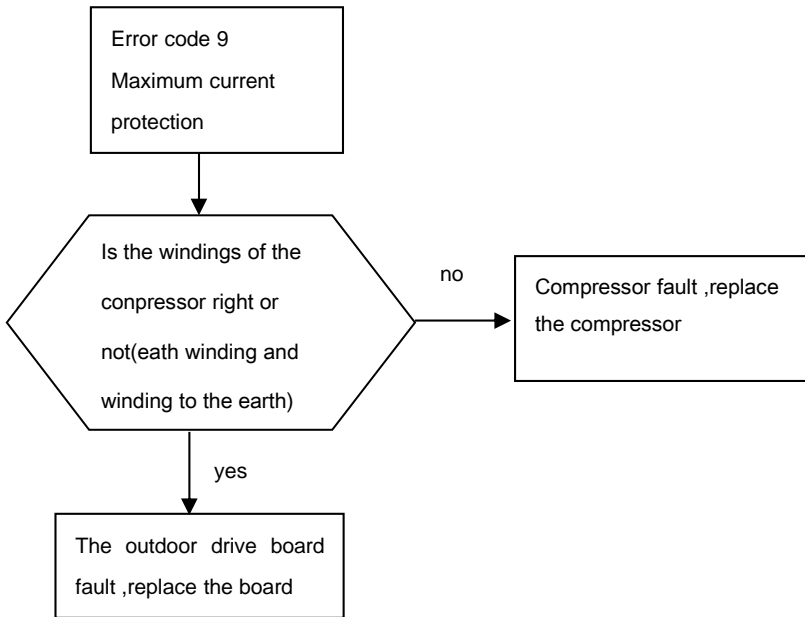 Error code 9
Maximum current
protection
Is the windings of the
conpressor right or
not(eath winding and
winding to the earth)
no
Compressor fault ,replace
the compressor
yes
The outdoor drive board
fault ,replace the board